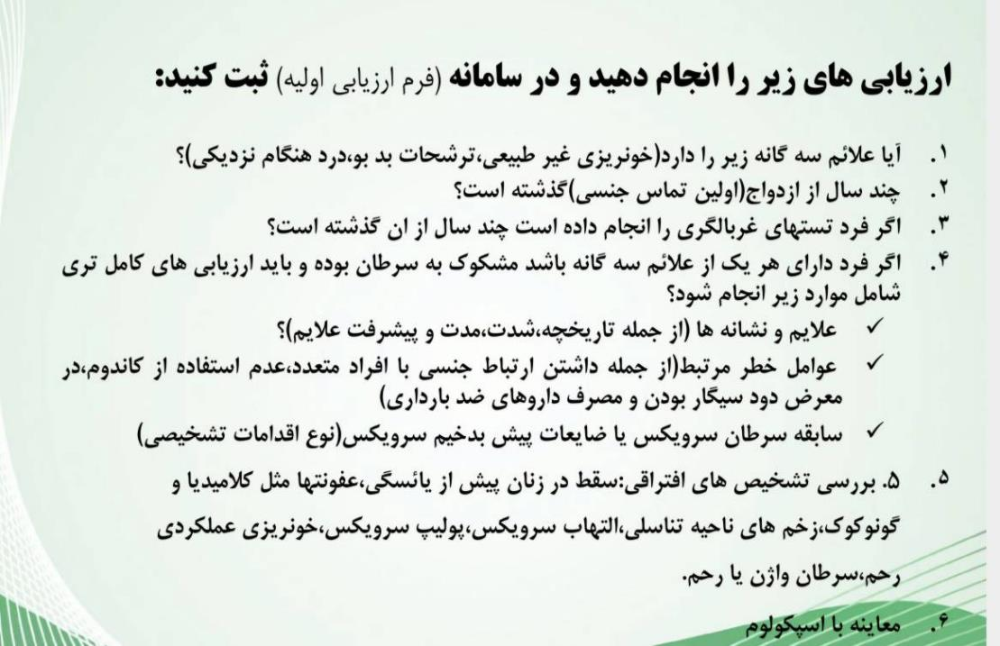 ارزیابی های زیر را انجام دهید و در سامانه (فرم ارزیابی اولیه) ثبت کنید:
۱. آیا علائم سه گانه زیر را دارد(خونریزی غیر طبیعی،ترشحات بد بو،درد هنگام نزدیکی)؟
۲. چند سال از ازدواج(اولین تماس جنسی)گذشته است؟
۳. اگر فرد تستهای غربالگری را انجام داده است چند سال از ان گذشته است؟
۴. اگر فرد دارای هر یک از علائم سه گانه باشد مشکوک به سرطان بوده و باید ارزیابی های کامل تری
شامل موارد زیر انجام شود؟
✓ علایم و نشانه ها (از جمله تاریخچه،شدت،مدت و پیشرفت علایم)؟
✓ عوامل خطر مرتبط(از جمله داشتن ارتباط جنسی با افراد متعدد،عدم استفاده از کاندوم،در
معرض دود سیگار بودن و مصرف داروهای ضد بارداری)
✓ سابقه سرطان سرویکس یا ضایعات پیش بدخیم سرویکس(نوع اقدامات تشخیصی)
۵. ۵. بررسی تشخیص های افتراقی:سقط در زنان پیش از یائسگی،عفونتها مثل کلامیدیا و
گونوکوک،زخم های ناحیه تناسلی،التهاب سرویکس،پولیپ سرویکس،خونریزی عملکردی
رحم،سرطان واژن یا رحم.
۶. معاینه با اسپکولوم